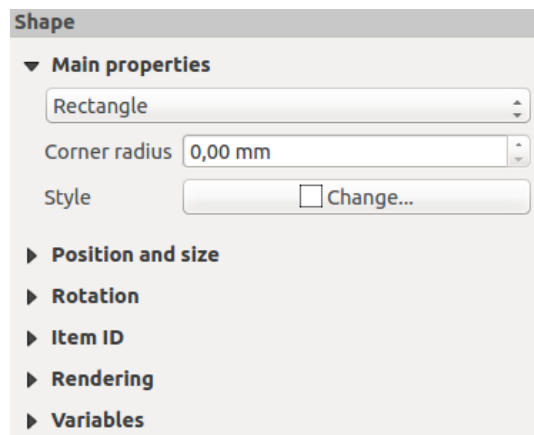 Shape
Main properties
Rectangle
Corner radius 0,00 mm
Style Change...
Position and size
Rotation
Item ID
Rendering
Variables